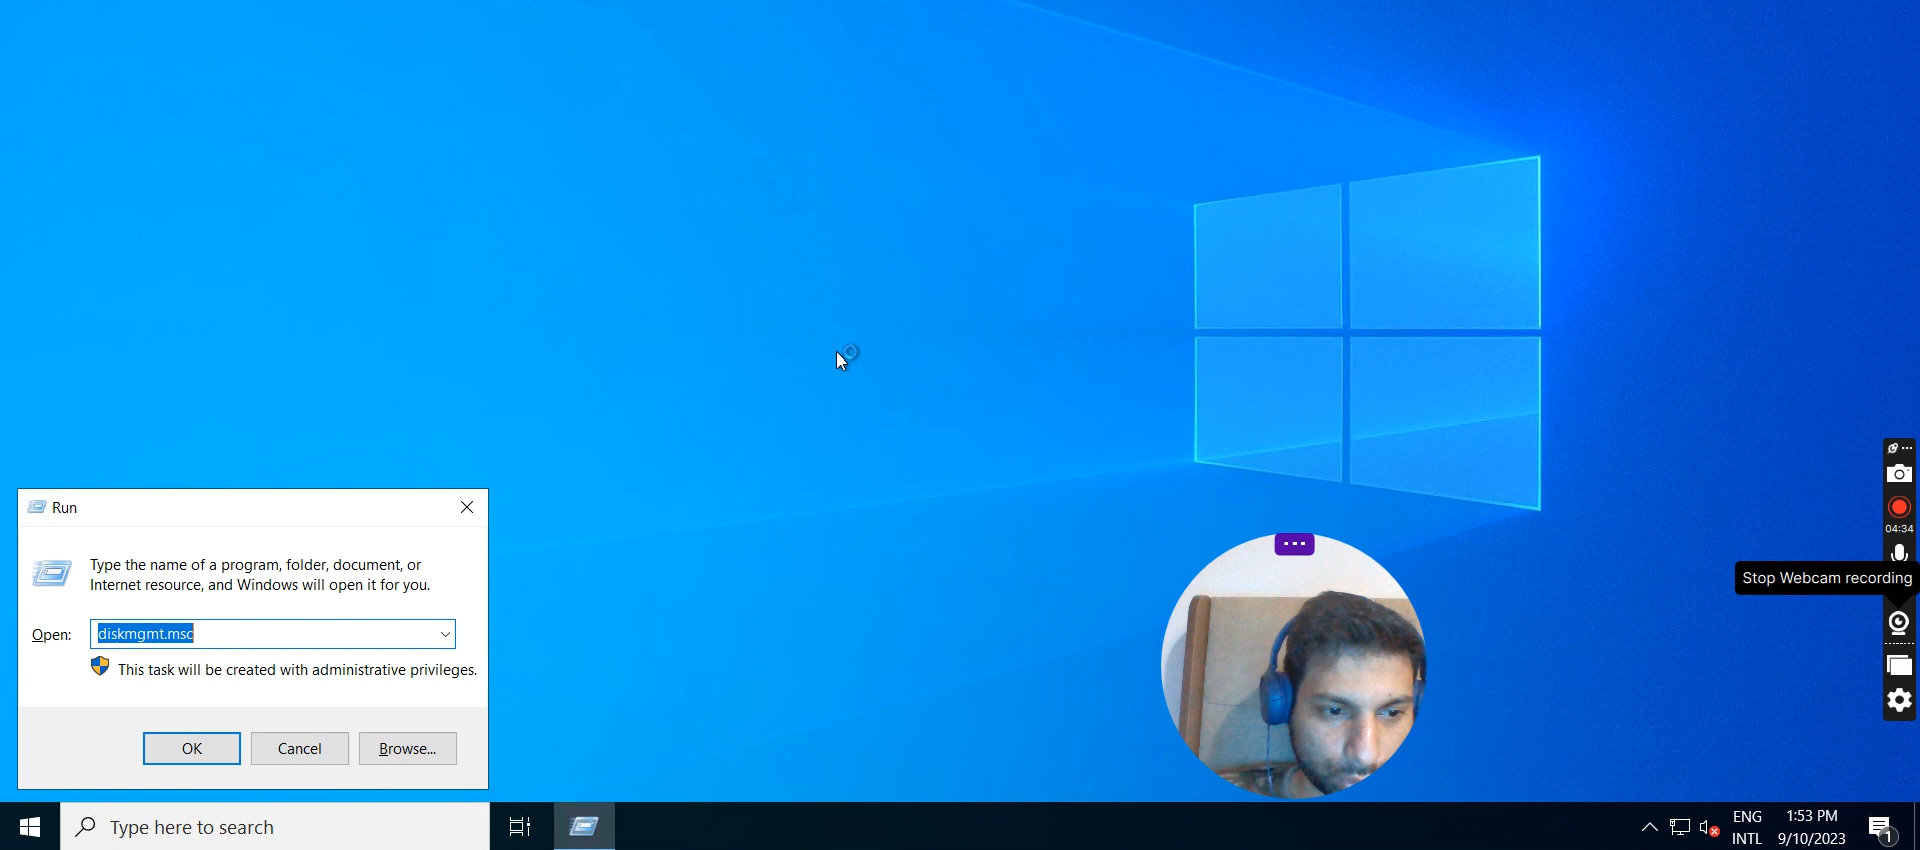 Run
Type the name of a program, folder, document, or
Internet resource, and Windows will open it for you.
Open:
diskmgmt.msc
This task will be created with administrative privileges.
OK
Cancel
Browse...
04:34
Stop Webcam recording
Type here to search
ENG
INTL
1:53 PM
9/10/2023
1